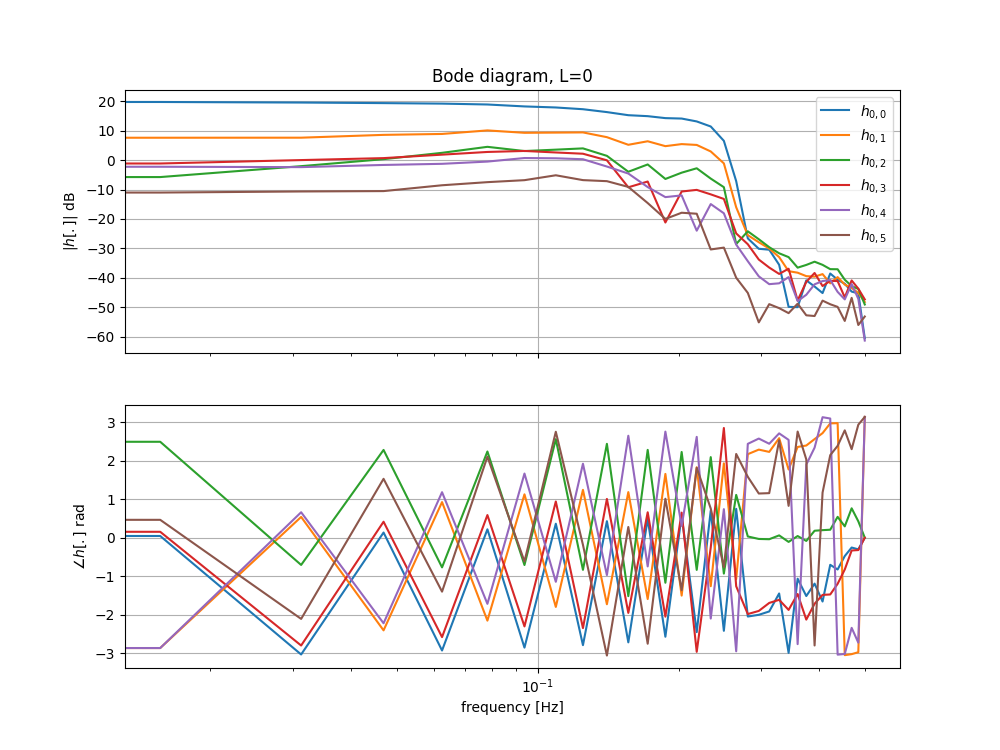 Bode diagram, L=0
20
10
0
−10
−20
−30
−40
−50
−60
|h[.]| dB
h0,0
h0,1
h0,2
h0,3
h0,4
h0,5
3
2
1
0
−1
−2
−3
∠h[.] rad
10−1
frequency [Hz]